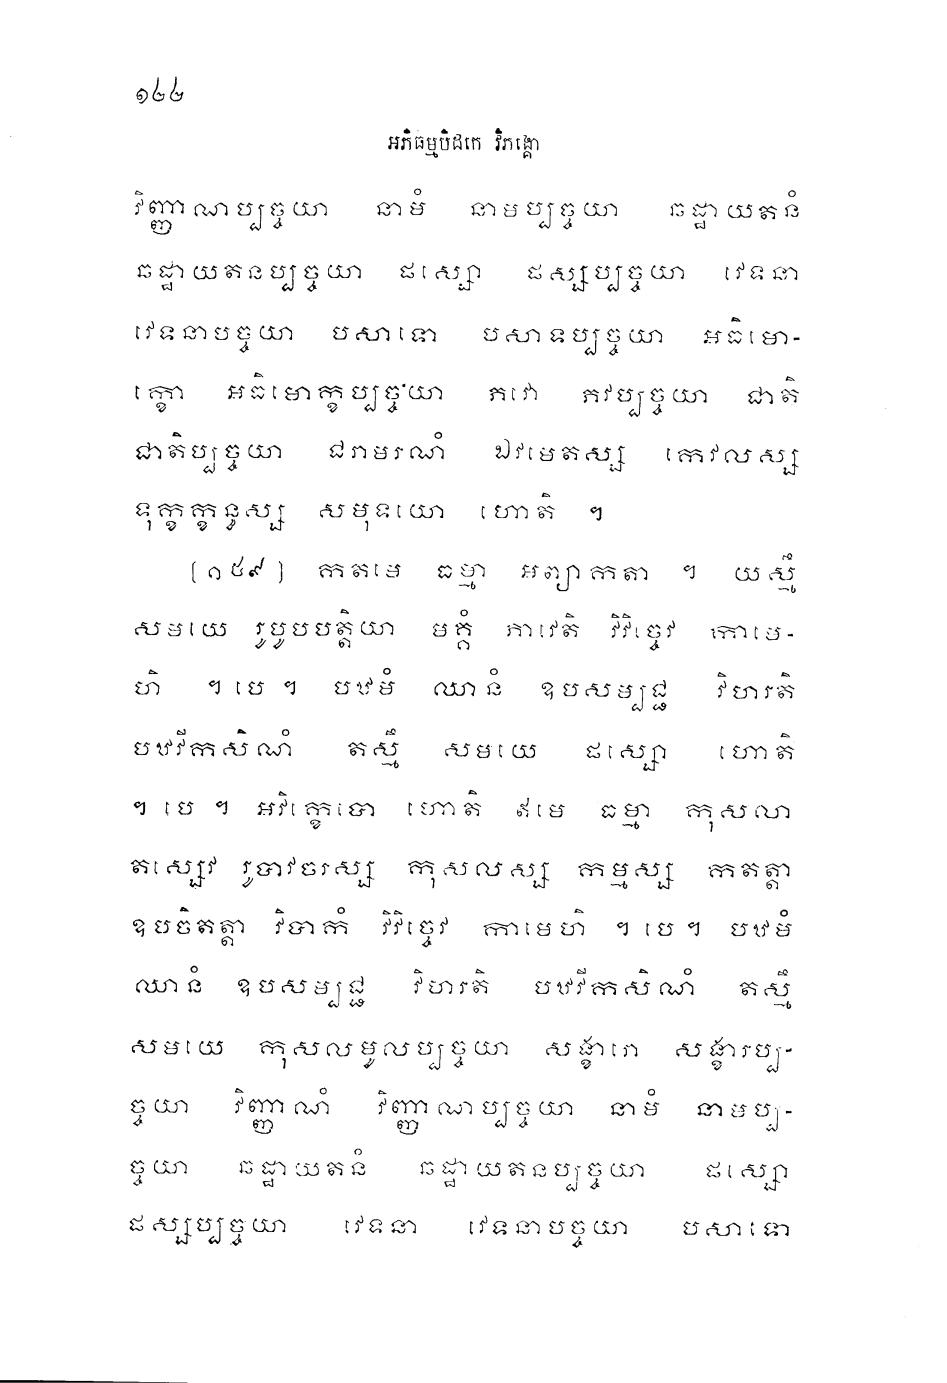 ១៤៤
អភិធម្មបិដកេ វិភង្គោ
វិញ្ញាណប្បច្ចយា នាមំ នាមប្បច្ចយា ឆដ្ឋាយតនំ
ឆដ្ឋាយតនប្បច្ចយា ផស្សោ ផស្សប្បច្ចយា វេទនា
វេទនាបច្ចយា បសាទោ បសាទប្បច្ចយា អធិមោ-
ក្ខោ អធិមោក្ខប្បច្ចយា ភវោ ភវប្បច្ចយា ជាតិ
ជាតិប្បច្ចយា ជរាមរណំ ឯវមេតស្ស កេវលស្ស
ទុក្ខក្ខន្ធស្ស សមុទយោ ហោតិ ។
[១៥៩] កតមេ ធម្មា អព្យាកតា ។ យស្មឹ
សមយេ រូបូបបត្តិយា មគ្គំ ភាវេតិ វិវិច្ចេវ កាមេ-
ហិ ។ បេ ។ បឋមំ ឈានំ ឧបសម្បជ្ជ វិហរតិ
បឋវីកសិណំ តស្មឹ សមយេ ផស្សោ ហោតិ
។ បេ ។ អវិក្ខេបោ ហោតិ ឥមេ ធម្មា កុសលា
តស្សេវ រូបាវចរស្ស កុសលស្ស កម្មស្ស កតត្តា
ឧបចិតត្តា វិបាកំ វិវិច្ចេវ កាមេហិ ។ បេ ។ បឋមំ
ឈានំ ឧបសម្បជ្ជ វិហរតិ បឋវីកសិណំ តស្មឹ
សមយេ កុសលមូលប្បច្ចយា សង្ខារោ សង្ខារប្ប-
ច្ចយា វិញ្ញាណំ វិញ្ញាណប្បច្ចយា នាមំ នាមប្ប-
ច្ចយា ឆដ្ឋាយតនំ ឆដ្ឋាយតនប្បច្ចយា ផស្សោ
ផស្សប្បច្ចយា វេទនា វេទនាបច្ចយា បសាទោ